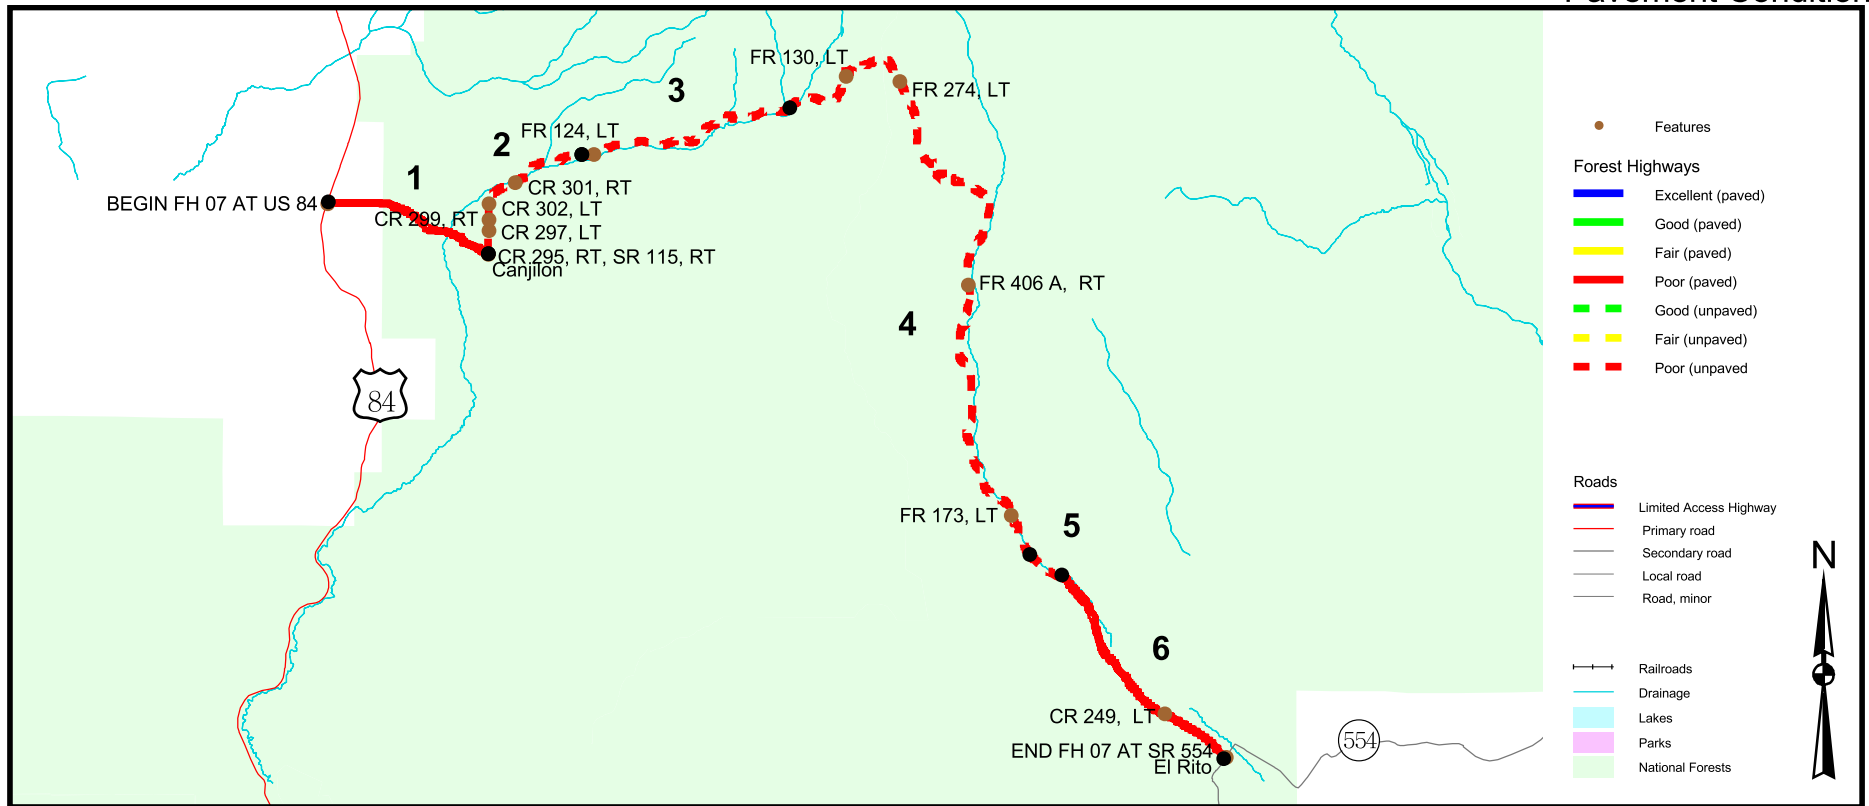 Pavement Condition
FR 130, LT
3
FR 274, LT
FR 124, LT
2
1
CR 301, RT
BEGIN FH 07 AT US 84
CR 302, LT
CR 299, RT
CR 297, LT
CR 295, RT, SR 115, RT
Canjilon
FR 406 A, RT
4
84
FR 173, LT
5
6
CR 249, LT
END FH 07 AT SR 554
El Rito
554
Features
Forest Highways
Excellent (paved)
Good (paved)
Fair (paved)
Poor (paved)
Good (unpaved)
Fair (unpaved)
Poor (unpaved
Roads
Limited Access Highway
Primary road
Secondary road
Local road
Road, minor
N
Railroads
Drainage
Lakes
Parks
National Forests